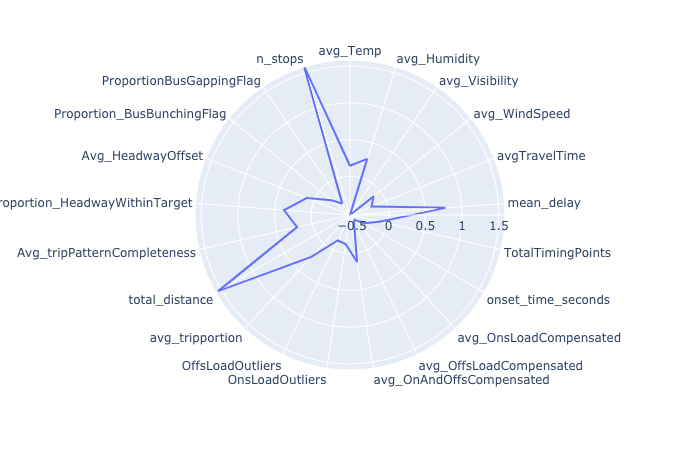 avg_Temp
n_stops
avg_Humidity
ProportionBusGappingFlag
avg_Visibility
Proportion_BusBunchingFlag
avg_WindSpeed
Avg_HeadwayOffset
avgTravelTime
roportion_HeadwayWithinTarget
mean_delay
−0.5 0 0.5 1 1.5
Avg_tripPatternCompleteness
TotalTimingPoints
total_distance
onset_time_seconds
avg_tripportion
avg_OnsLoadCompensated
OffsLoadOutliers
avg_OffsLoadCompensated
OnsLoadOutliers
avg_OnAndOffsCompensated